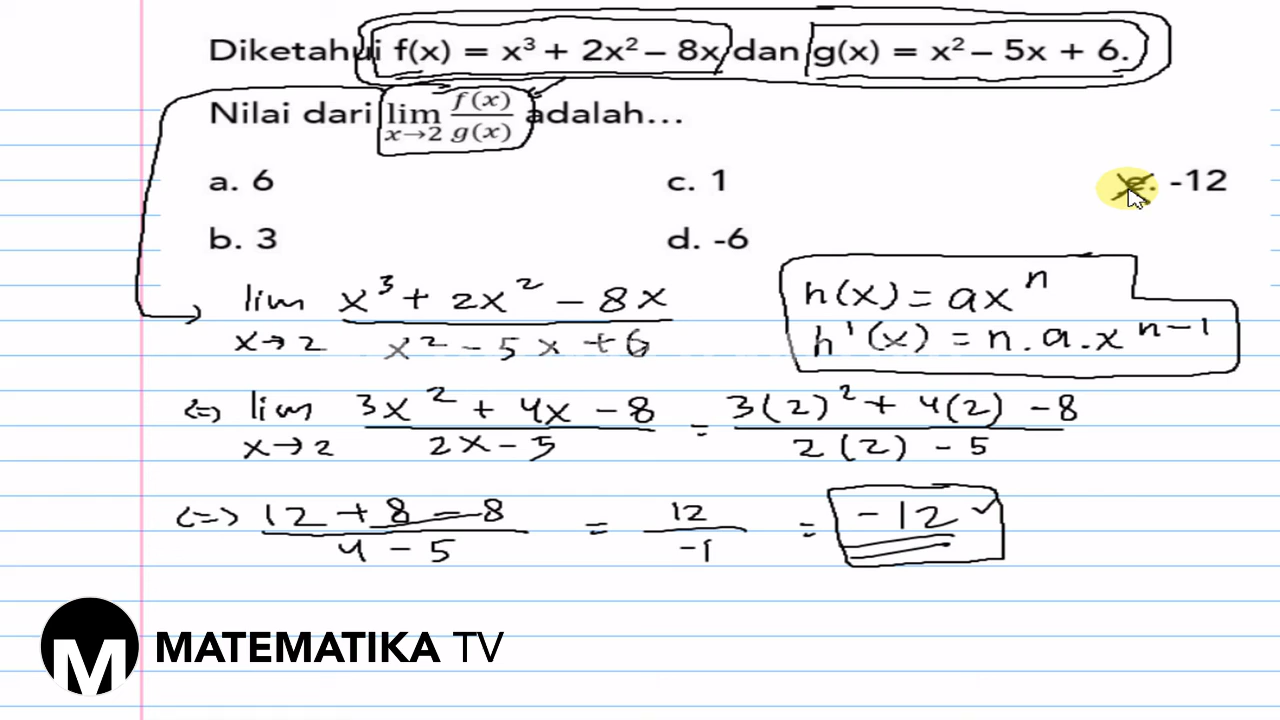 Diketahui f(x) = x³ + 2x² – 8x dan g(x) = x² – 5x + 6.
Nilai dari lim x→2 f(x)/g(x) adalah...
a. 6 c. 1 e. -12
b. 3 d. -6
lim x→2 x³ + 2x² – 8x / x² – 5x + 6
h(x) = ax^n
h'(x) = n.a.x^n-1
<=> lim x→2 3x² + 4x – 8 / 2x – 5 = 3(2)² + 4(2) – 8 / 2(2) – 5
<=> 12 + 8 – 8 / 4 – 5 = 12 / -1 = -12
M MATEMATIKA TV